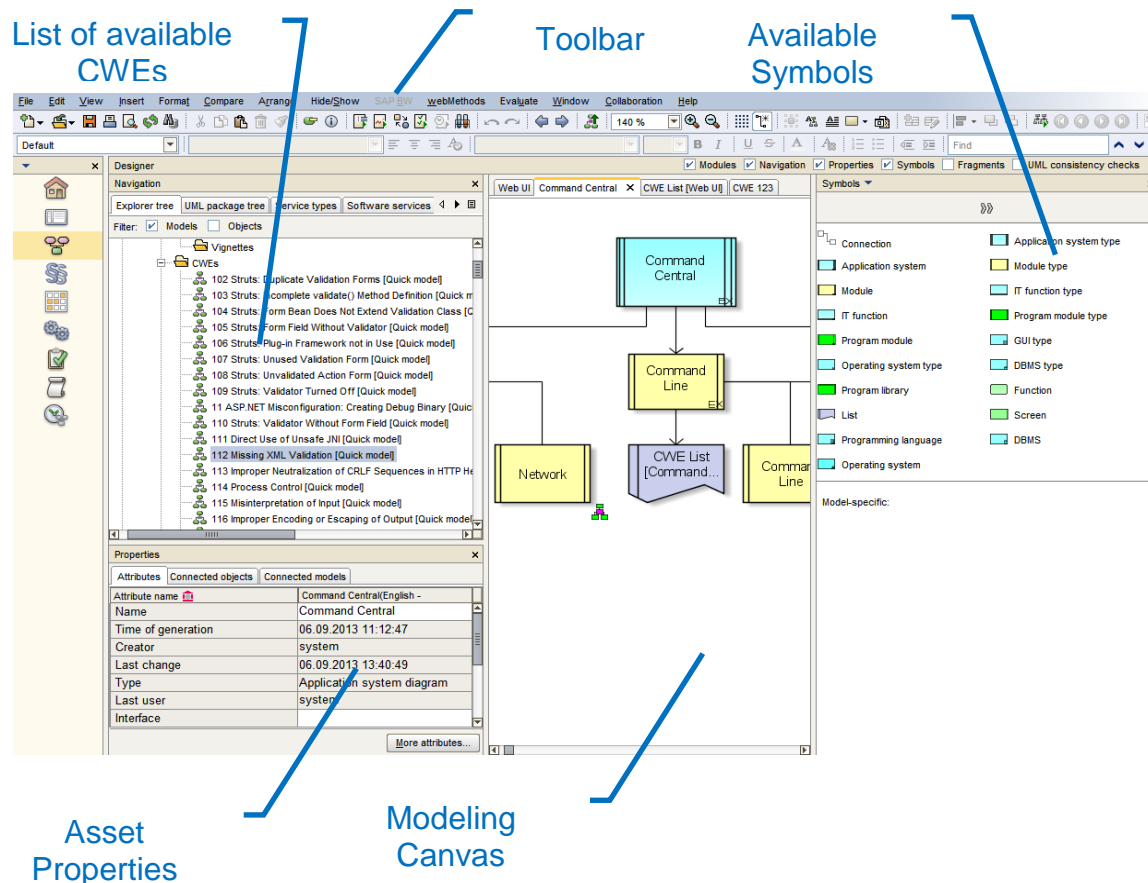 List of available
CWEs
Toolbar
Available
Symbols
File Edit View Insert Format Compare Arrange Hide/Show SAP BW webMethods Evaluate Window Collaboration Help
140 %
Default
B I U S A
Find
Designer
Modules Navigation Properties Symbols Fragments UML consistency checks
Navigation
Explorer tree UML package tree Service types Software services
Filter: Models Objects
Vignettes
CWEs
102 Struts: Duplicate Validation Forms [Quick model]
103 Struts: Incomplete validate() Method Definition [Quick m
104 Struts: Form Bean Does Not Extend Validation Class [Q
105 Struts: Form Field Without Validator [Quick model]
106 Struts: Plug-in Framework not in Use [Quick model]
107 Struts: Unused Validation Form [Quick model]
108 Struts: Unvalidated Action Form [Quick model]
109 Struts: Validator Turned Off [Quick model]
11 ASP.NET Misconfiguration: Creating Debug Binary [Quic
110 Struts: Validator Without Form Field [Quick model]
111 Direct Use of Unsafe JNI [Quick model]
112 Missing XML Validation [Quick model]
113 Improper Neutralization of CRLF Sequences in HTTP He
114 Process Control [Quick model]
115 Misinterpretation of Input [Quick model]
116 Improper Encoding or Escaping of Output [Quick model
Properties
Attributes Connected objects Connected models
Attribute name Command Central(English -
Name Command Central
Time of generation 06.09.2013 11:12:47
Creator system
Last change 06.09.2013 13:40:49
Type Application system diagram
Last user system
Interface
More attributes...
Web UI Command Central CWE List [Web UI] CWE 123
Command
Central
EX
Command
Line
EX
Network
CWE List
[Command...
Comman
Line
Symbols
Connection Application system type
Application system Module type
Module IT function type
IT function Program module type
Program module GUI type
Operating system type DBMS type
Program library Function
List Screen
Programming language DBMS
Operating system
Model-specific:
Asset
Properties
Modeling
Canvas